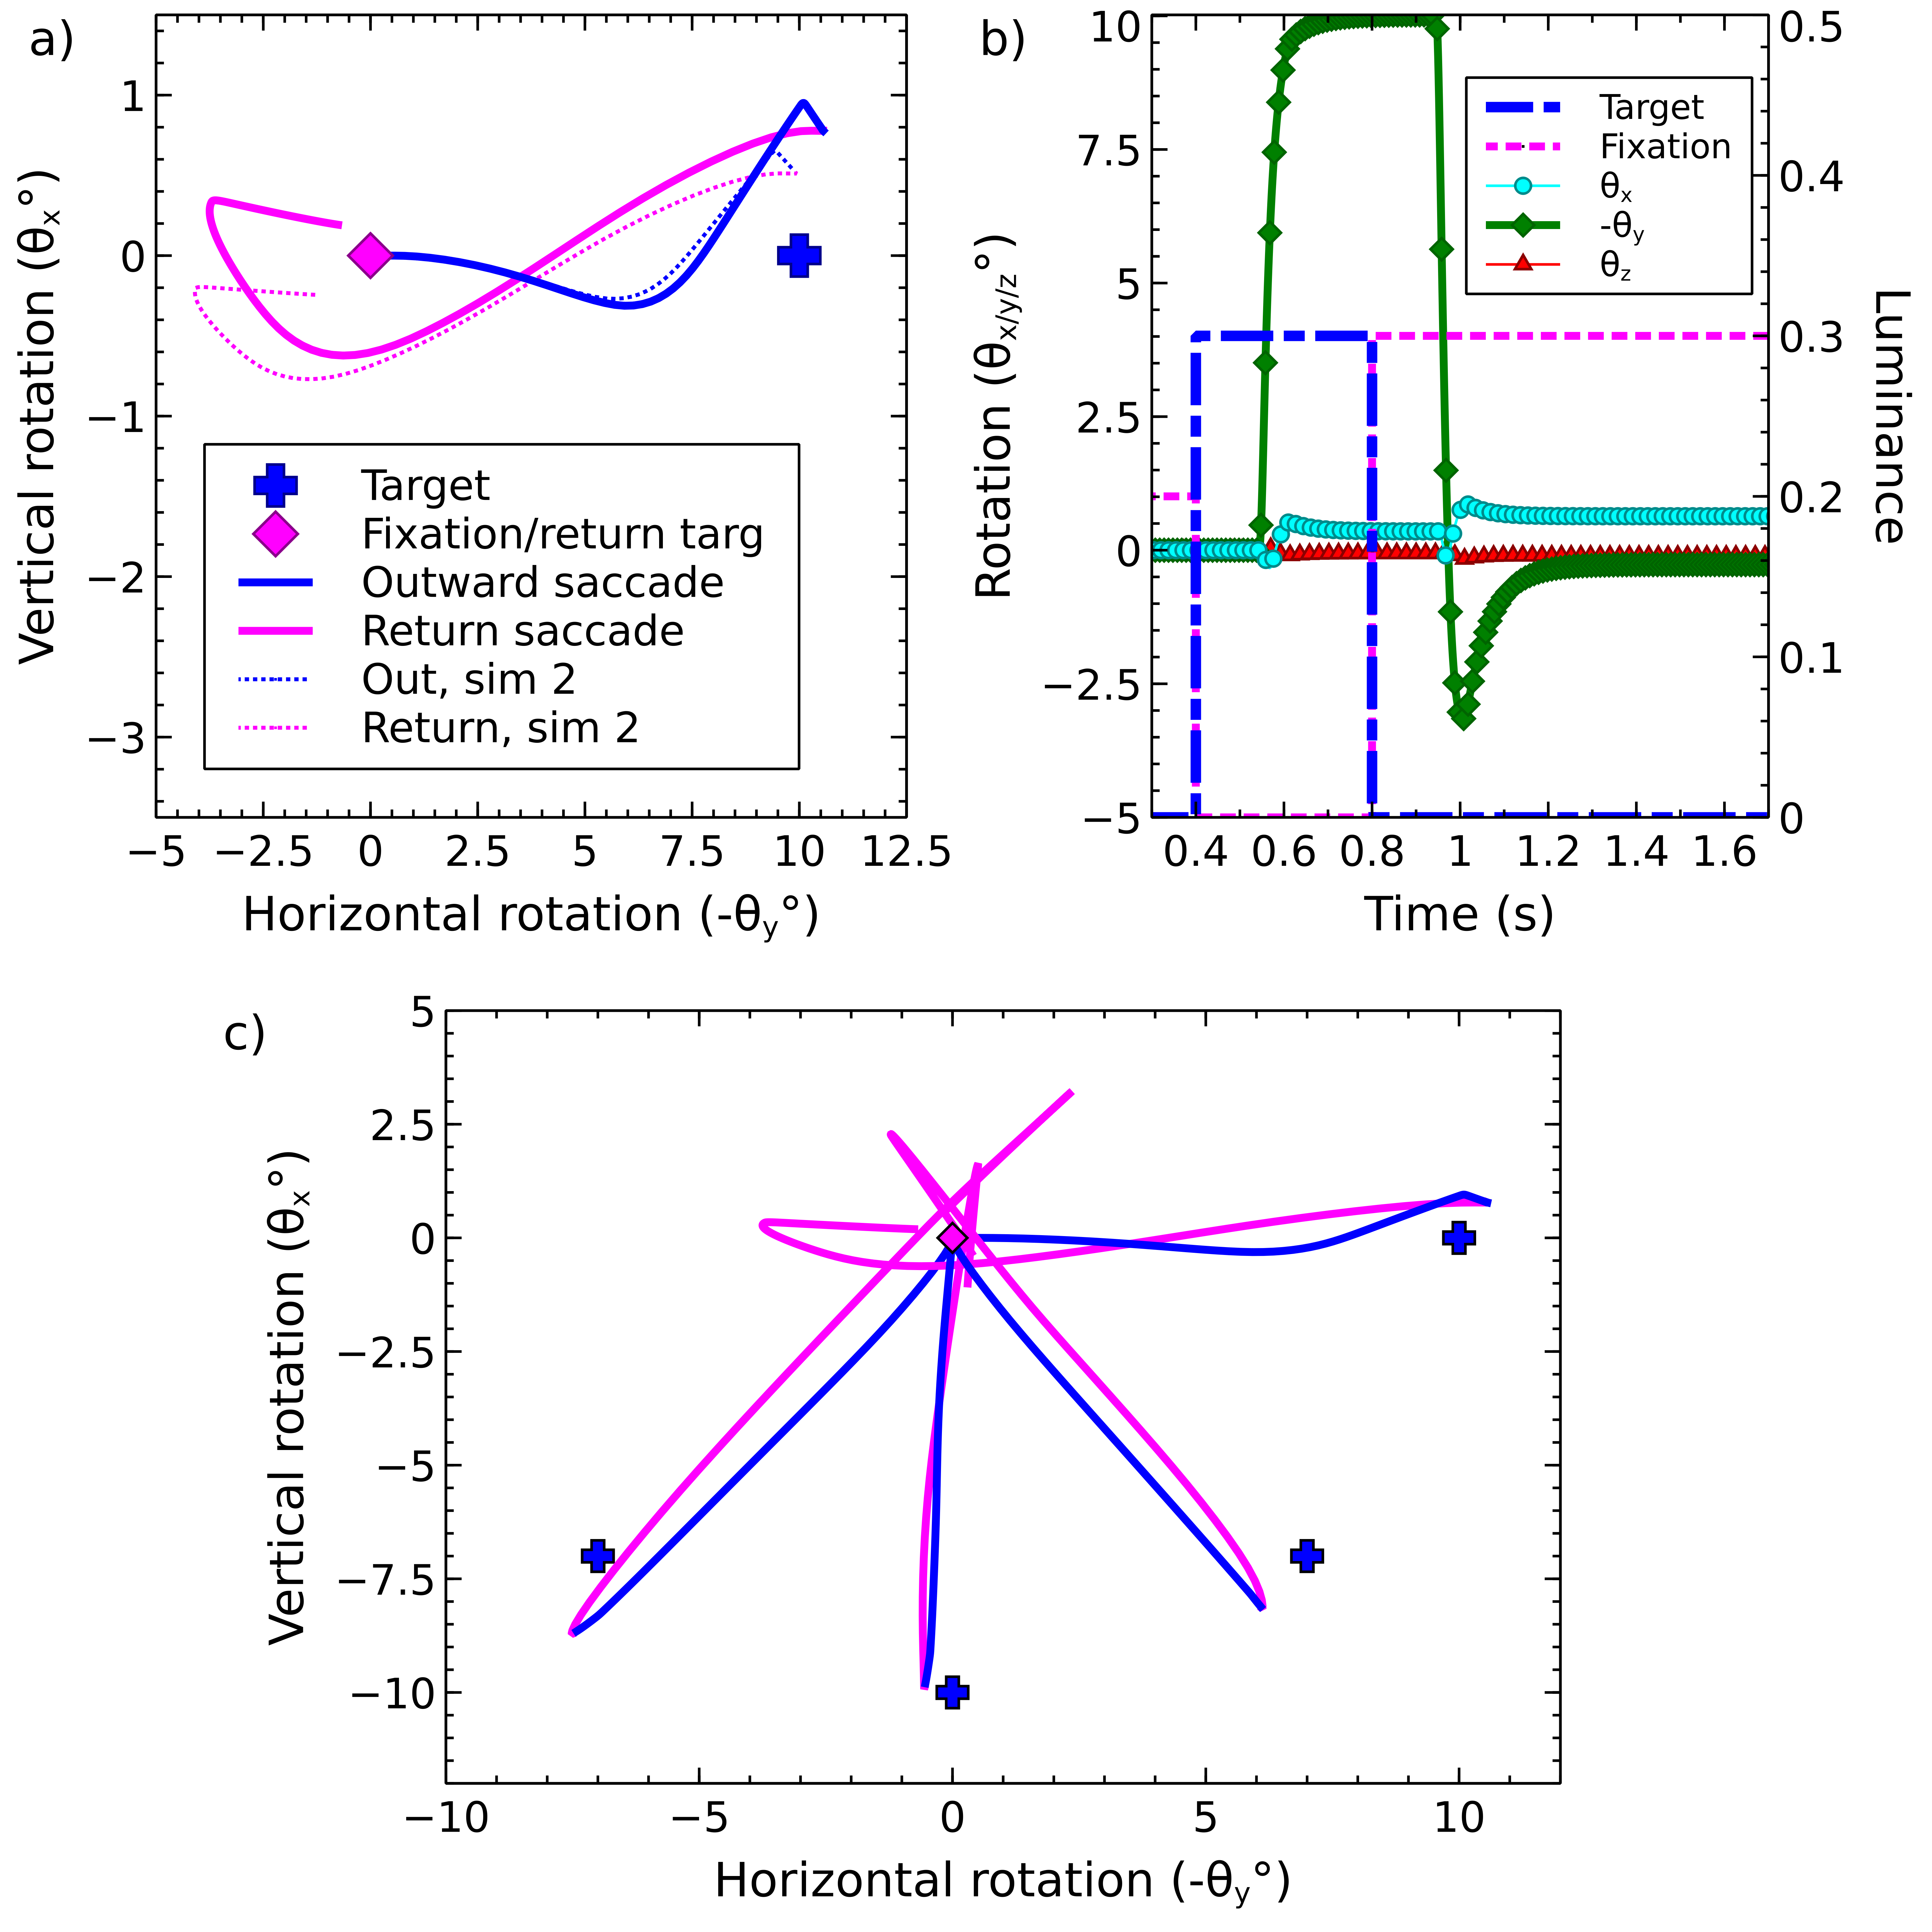 a)
1
0
−1
−2
−3
Vertical rotation (θx°)
Target
Fixation/return targ
Outward saccade
Return saccade
Out, sim 2
Return, sim 2
−5 −2.5 0 2.5 5 7.5 10 12.5
Horizontal rotation (-θy°)
b)
10
7.5
5
2.5
0
−2.5
−5
Rotation (θx/y/z°)
Target
Fixation
θx
-θy
θz
0.5
0.4
0.3
0.2
0.1
0
Luminance
0.4 0.6 0.8 1 1.2 1.4 1.6
Time (s)
c)
5
2.5
0
−2.5
−5
−7.5
−10
Vertical rotation (θx°)
−10 −5 0 5 10
Horizontal rotation (-θy°)